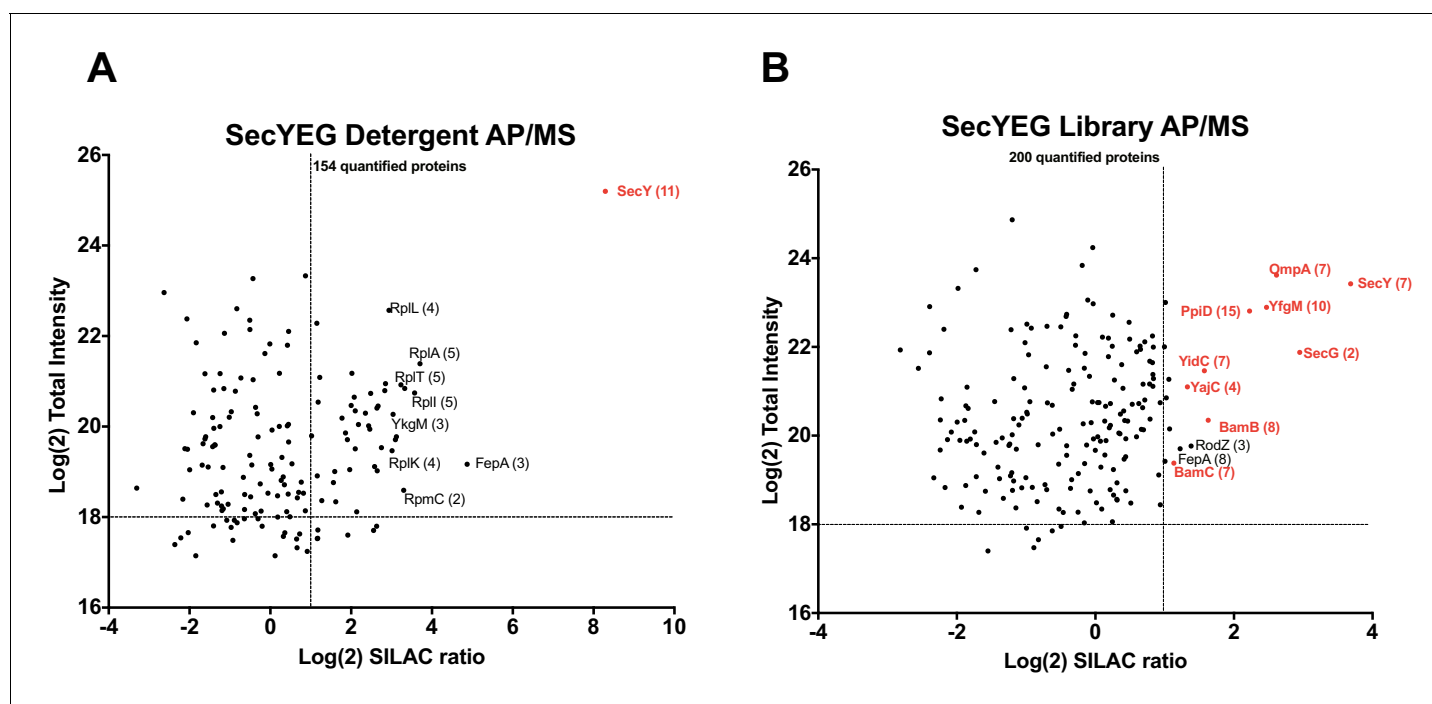 A
SecYEG Detergent AP/MS
154 quantified proteins
26
24
22
20
18
16
Log(2) Total Intensity
SecY (11)
RplL (4)
RplA (5)
RplT (5)
RplI (5)
YkgM (3)
RplK (4)
FepA (3)
RpmC (2)
-4
-2
0
2
4
6
8
10
Log(2) SILAC ratio
B
SecYEG Library AP/MS
200 quantified proteins
26
24
22
20
18
16
Log(2) Total Intensity
OmpA (7)
SecY (7)
PpiD (15)
YfgM (10)
SecG (2)
YidC (7)
YajC (4)
BamB (8)
RodZ (3)
FepA (8)
BamC (7)
-4
-2
0
2
4
Log(2) SILAC ratio